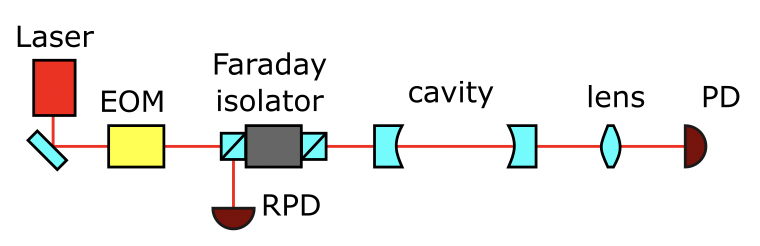 Laser
EOM
Faraday
isolator
cavity
lens
PD
RPD